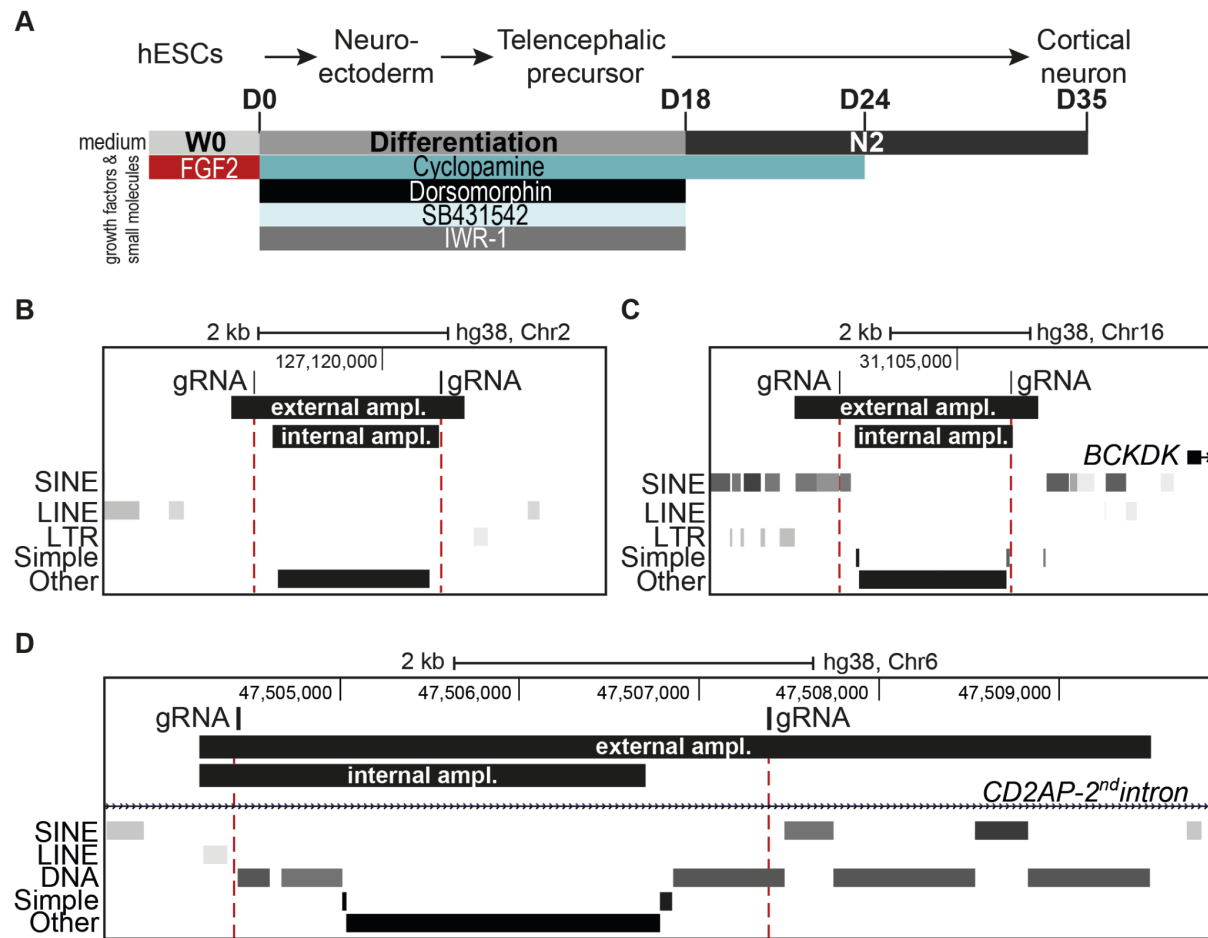 A
hESCs
Neuro-
ectoderm
Telencephalic
precursor
Cortical
neuron
D0
D18
D24
D35
medium
W0
Differentiation
N2
growth factors &
small molecules
FGF2
Cyclopamine
Dorsomorphin
SB431542
IWR-1
B
2 kb
hg38, Chr2
127,120,000
gRNA
gRNA
external ampl.
internal ampl.
SINE
LINE
LTR
Simple
Other
C
2 kb
hg38, Chr16
31,105,000
gRNA
gRNA
external ampl.
internal ampl.
BCKDK
SINE
LINE
LTR
Simple
Other
D
2 kb
hg38, Chr6
47,505,000
47,506,000
47,507,000
47,508,000
47,509,000
gRNA
gRNA
external ampl.
internal ampl.
CD2AP-2nd intron
SINE
LINE
DNA
Simple
Other